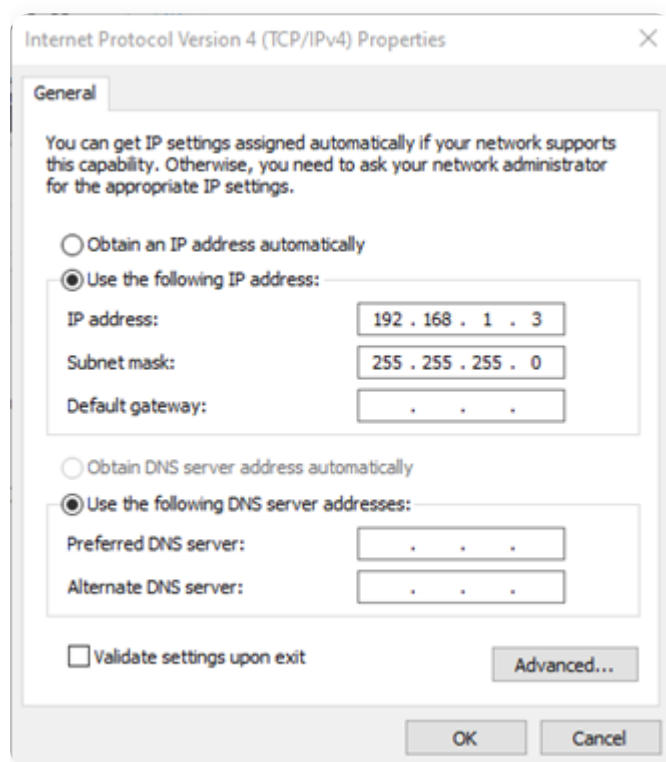 Internet Protocol Version 4 (TCP/IPv4) Properties
General
You can get IP settings assigned automatically if your network supports
this capability. Otherwise, you need to ask your network administrator
for the appropriate IP settings.
Obtain an IP address automatically
Use the following IP address:
IP address: 192 . 168 . 1 . 3
Subnet mask: 255 . 255 . 255 . 0
Default gateway: . . .
Obtain DNS server address automatically
Use the following DNS server addresses:
Preferred DNS server: . . .
Alternate DNS server: . . .
Validate settings upon exit
Advanced...
OK Cancel